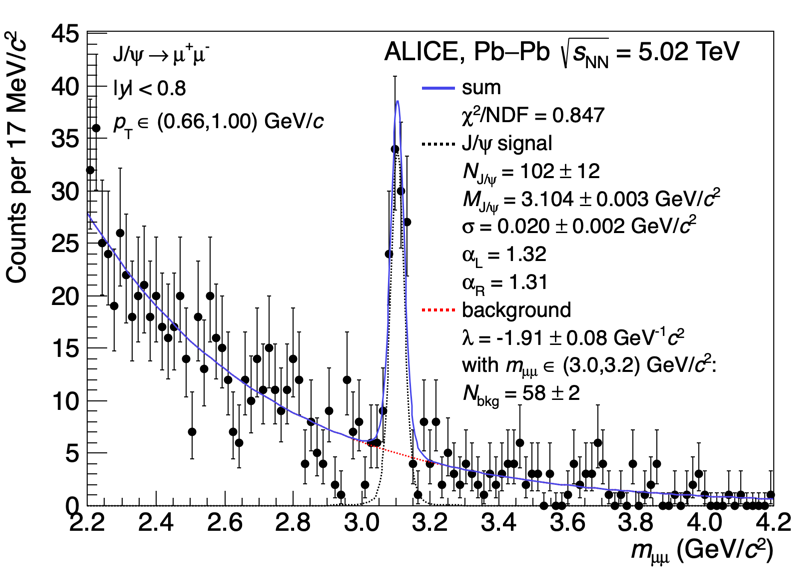 Counts per 17 MeV/c²
45
40
35
30
25
20
15
10
5
0
J/ψ→ μ⁺μ⁻
|y| < 0.8
p_T ∈ (0.66,1.00) GeV/c
ALICE, Pb–Pb √s_NN = 5.02 TeV
sum
χ²/NDF = 0.847
J/ψ signal
N_J/ψ = 102 ± 12
M_J/ψ = 3.104 ± 0.003 GeV/c²
σ = 0.020 ± 0.002 GeV/c²
α_L = 1.32
α_R = 1.31
background
λ = -1.91 ± 0.08 GeV⁻¹c²
with m_μμ ∈ (3.0,3.2) GeV/c²:
N_bkg = 58 ± 2
2.2 2.4 2.6 2.8 3.0 3.2 3.4 3.6 3.8 4.0 4.2
m_μμ (GeV/c²)